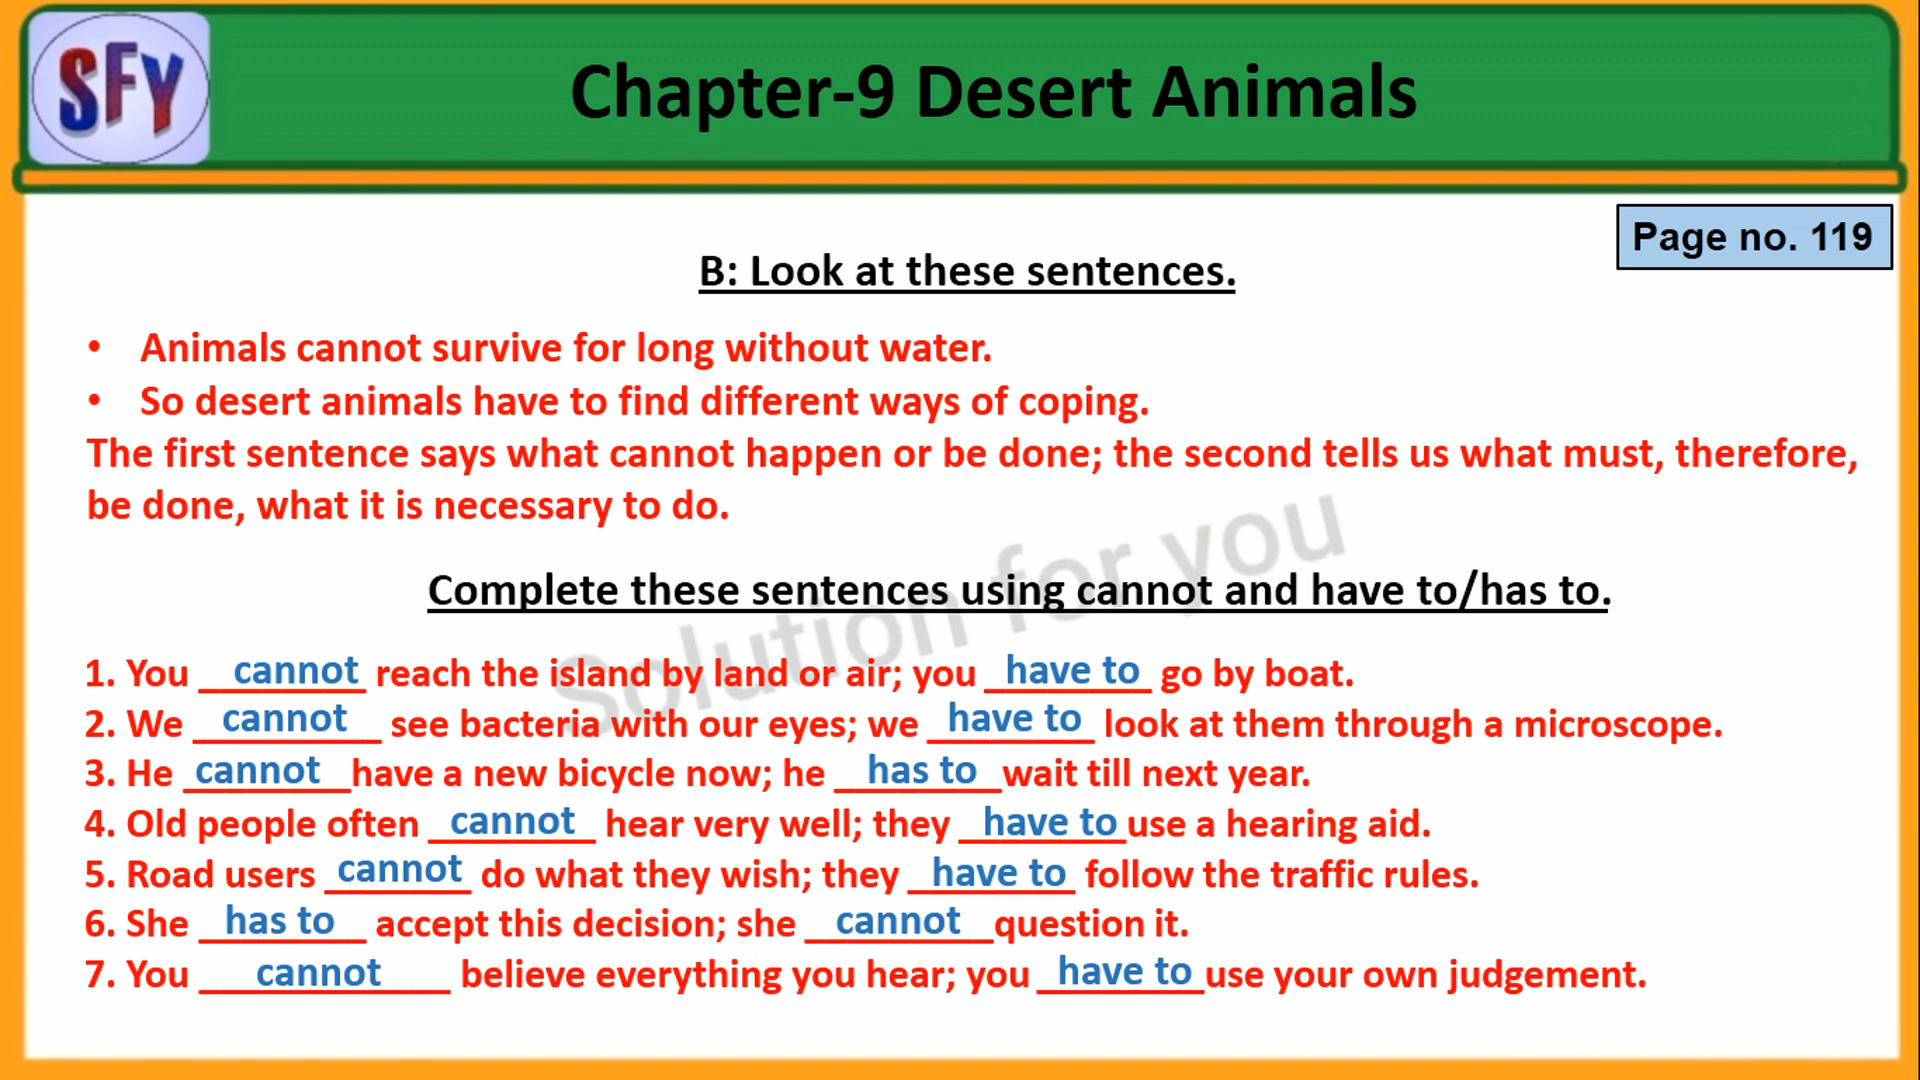 SFY
Chapter-9 Desert Animals
Page no. 119
B: Look at these sentences.
• Animals cannot survive for long without water.
• So desert animals have to find different ways of coping.
The first sentence says what cannot happen or be done; the second tells us what must, therefore,
be done, what it is necessary to do.
Solution for you
Complete these sentences using cannot and have to/has to.
1. You cannot reach the island by land or air; you have to go by boat.
2. We cannot see bacteria with our eyes; we have to look at them through a microscope.
3. He cannot have a new bicycle now; he has to wait till next year.
4. Old people often cannot hear very well; they have to use a hearing aid.
5. Road users cannot do what they wish; they have to follow the traffic rules.
6. She has to accept this decision; she cannot question it.
7. You cannot believe everything you hear; you have to use your own judgement.